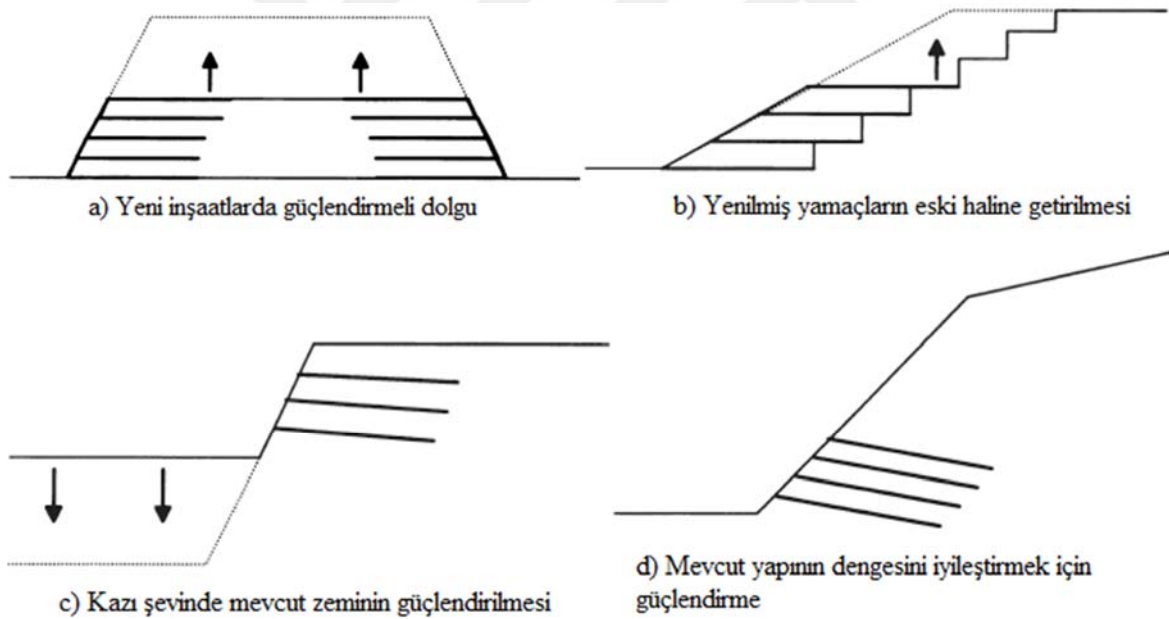 a) Yeni inşaatlarda güçlendirmeli dolgu
b) Yenilmiş yamaçların eski haline getirilmesi
c) Kazı şevinde mevcut zeminin güçlendirilmesi
d) Mevcut yapının dengesini iyileştirmek için
güçlendirme